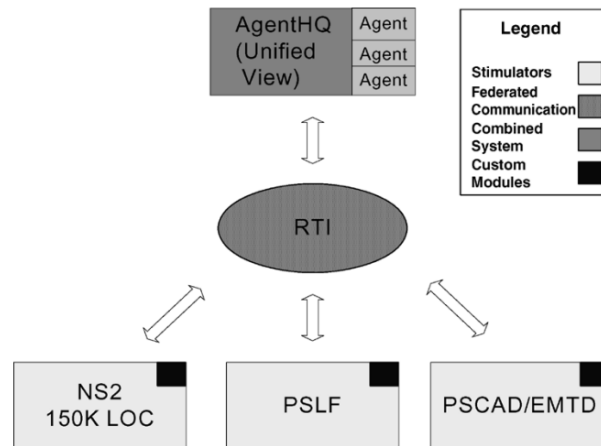 AgentHQ
(Unified
View)
Agent
Agent
Agent
Legend
Stimulators
Federated
Communication
Combined
System
Custom
Modules
RTI
NS2
150K LOC
PSLF
PSCAD/EMTD